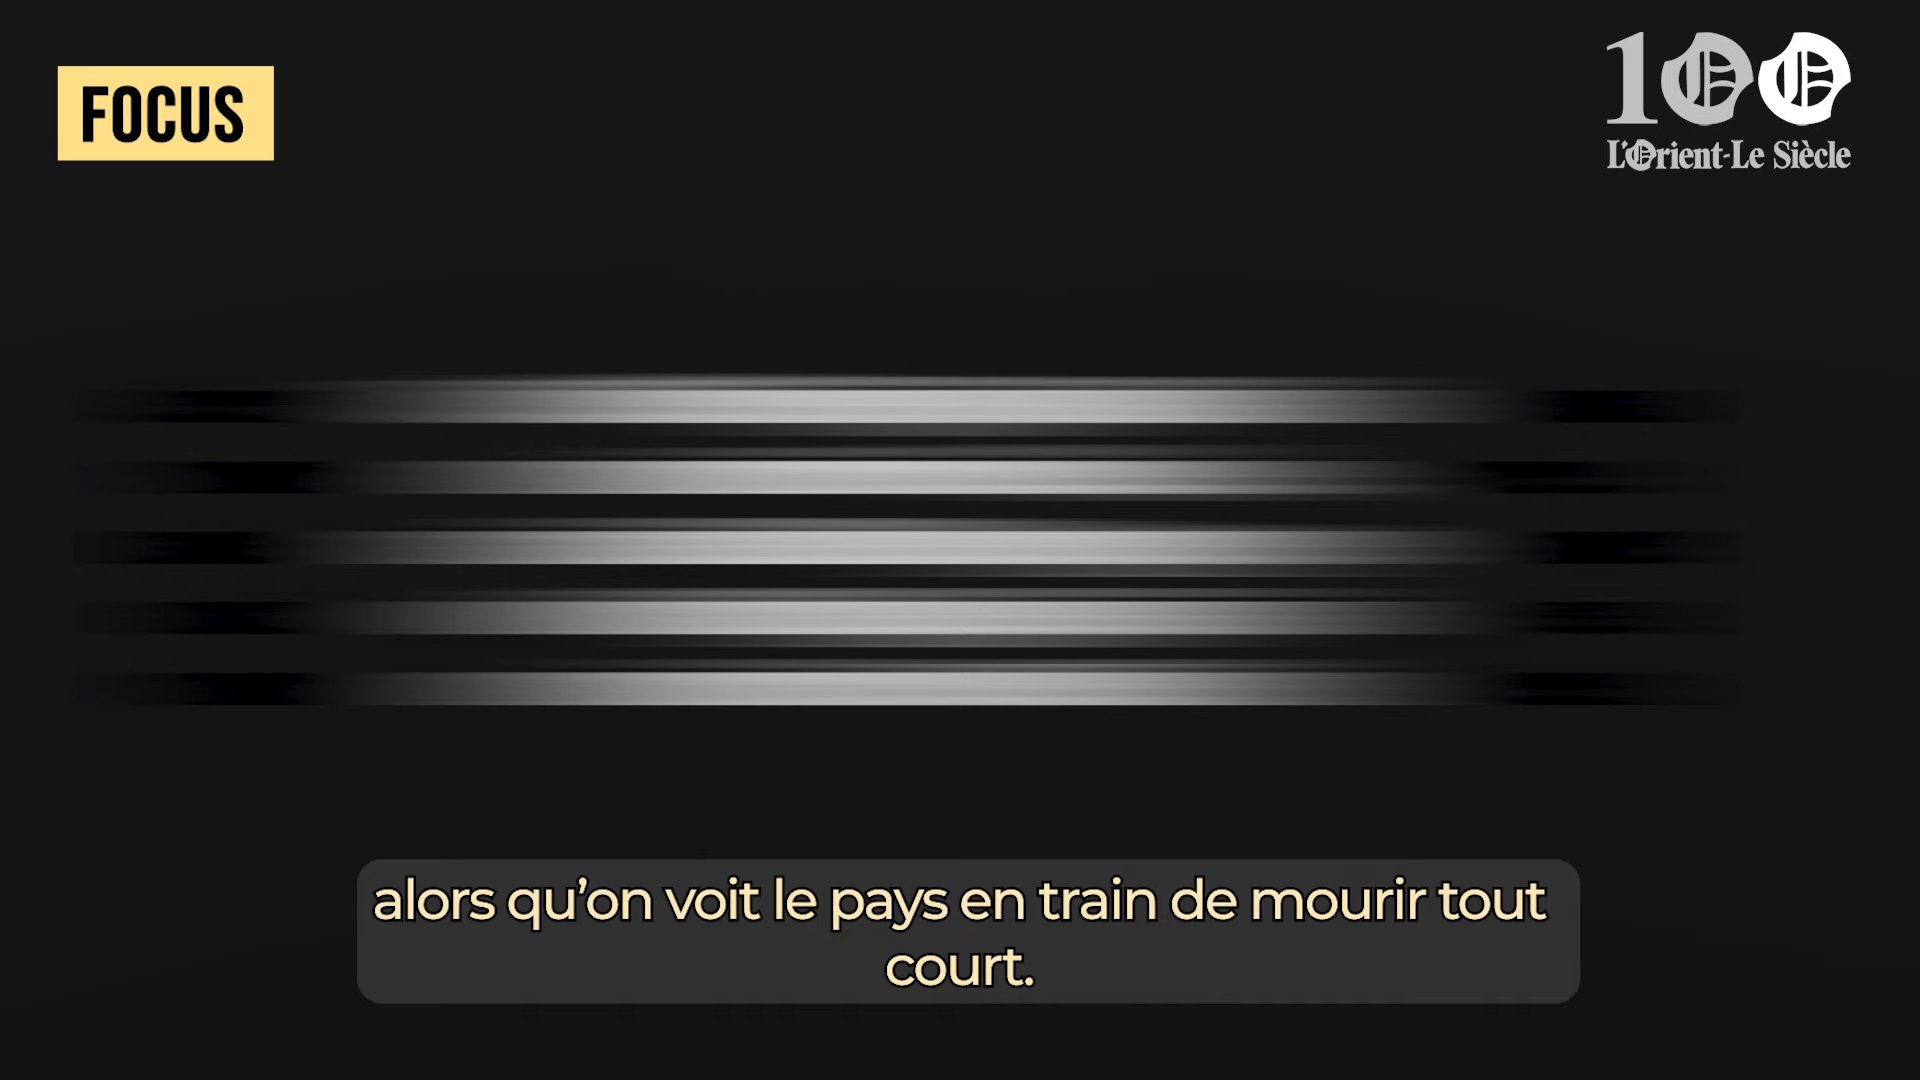 FOCUS
100
L'Orient-Le Siècle
alors qu’on voit le pays en train de mourir tout
court.